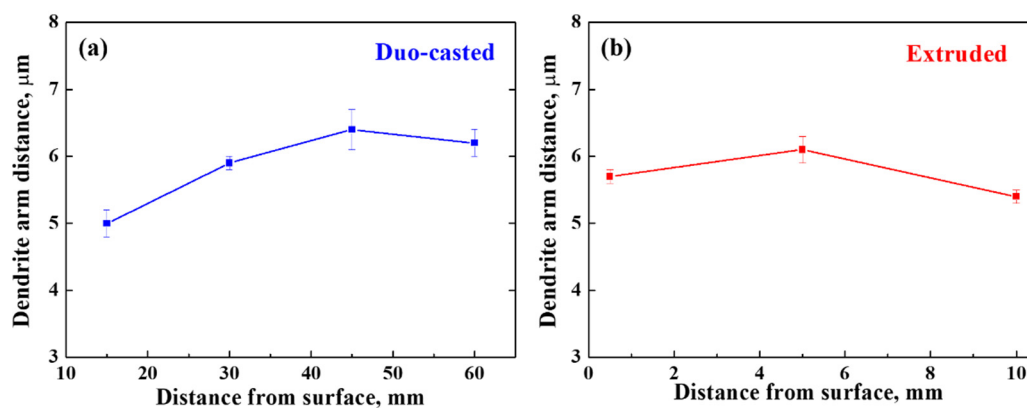 (a)
Duo-casted
Dendrite arm distance, μm
8
7
6
5
4
3
10 20 30 40 50 60
Distance from surface, mm
(b)
Extruded
Dendrite arm distance, μm
8
7
6
5
4
3
0 2 4 6 8 10
Distance from surface, mm